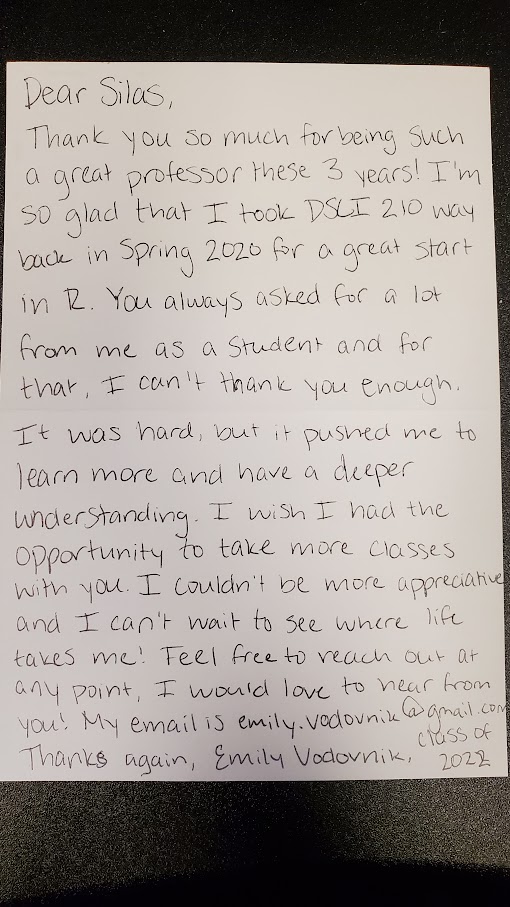 Dear Silas,
Thank you so much for being such
a great professor these 3 years! I'm
so glad that I took DSCI 210 way
back in Spring 2020 for a great start
in R. You always asked for a lot
from me as a student and for
that, I can't thank you enough.
It was hard, but it pushed me to
learn more and have a deeper
understanding. I wish I had the
opportunity to take more classes
with you. I couldn't be more appreciative
and I can't wait to see where life
takes me! Feel free to reach out at
any point, I would love to hear from
you! My email is emily.vodovnik@gmail.com
Thanks again, Emily Vodovnik, class of
2022